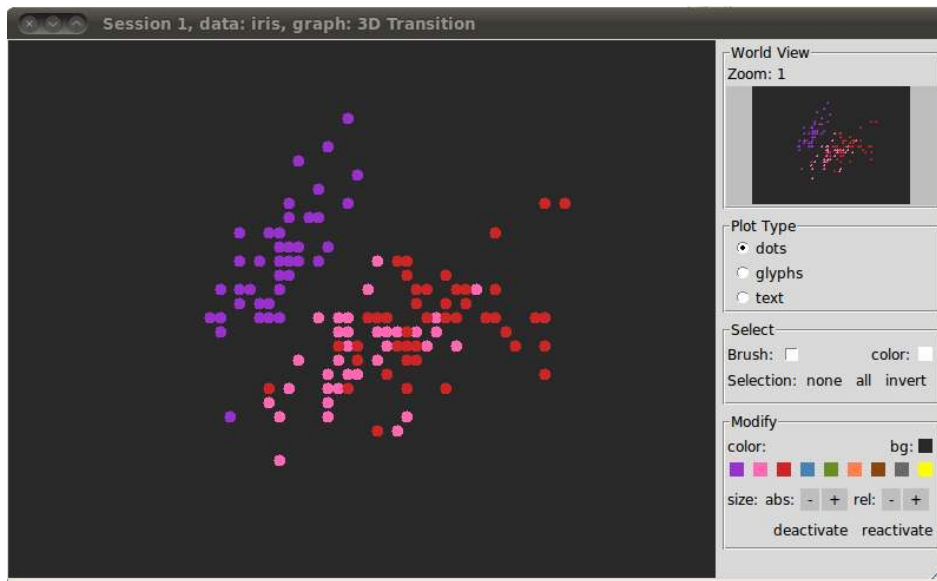 Session 1, data: iris, graph: 3D Transition
World View
Zoom: 1
Plot Type
dots
glyphs
text
Select
Brush: color:
Selection: none all invert
Modify
color: bg:
size: abs: - + rel: - +
deactivate reactivate